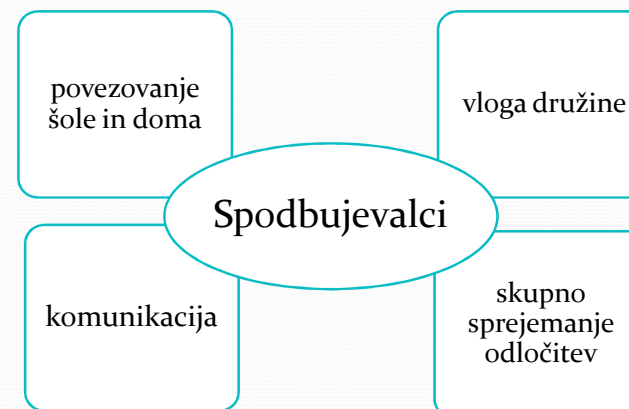 povezovanje
šole in doma
vloga družine
Spodbujevalci
komunikacija
skupno
sprejemanje
odločitev